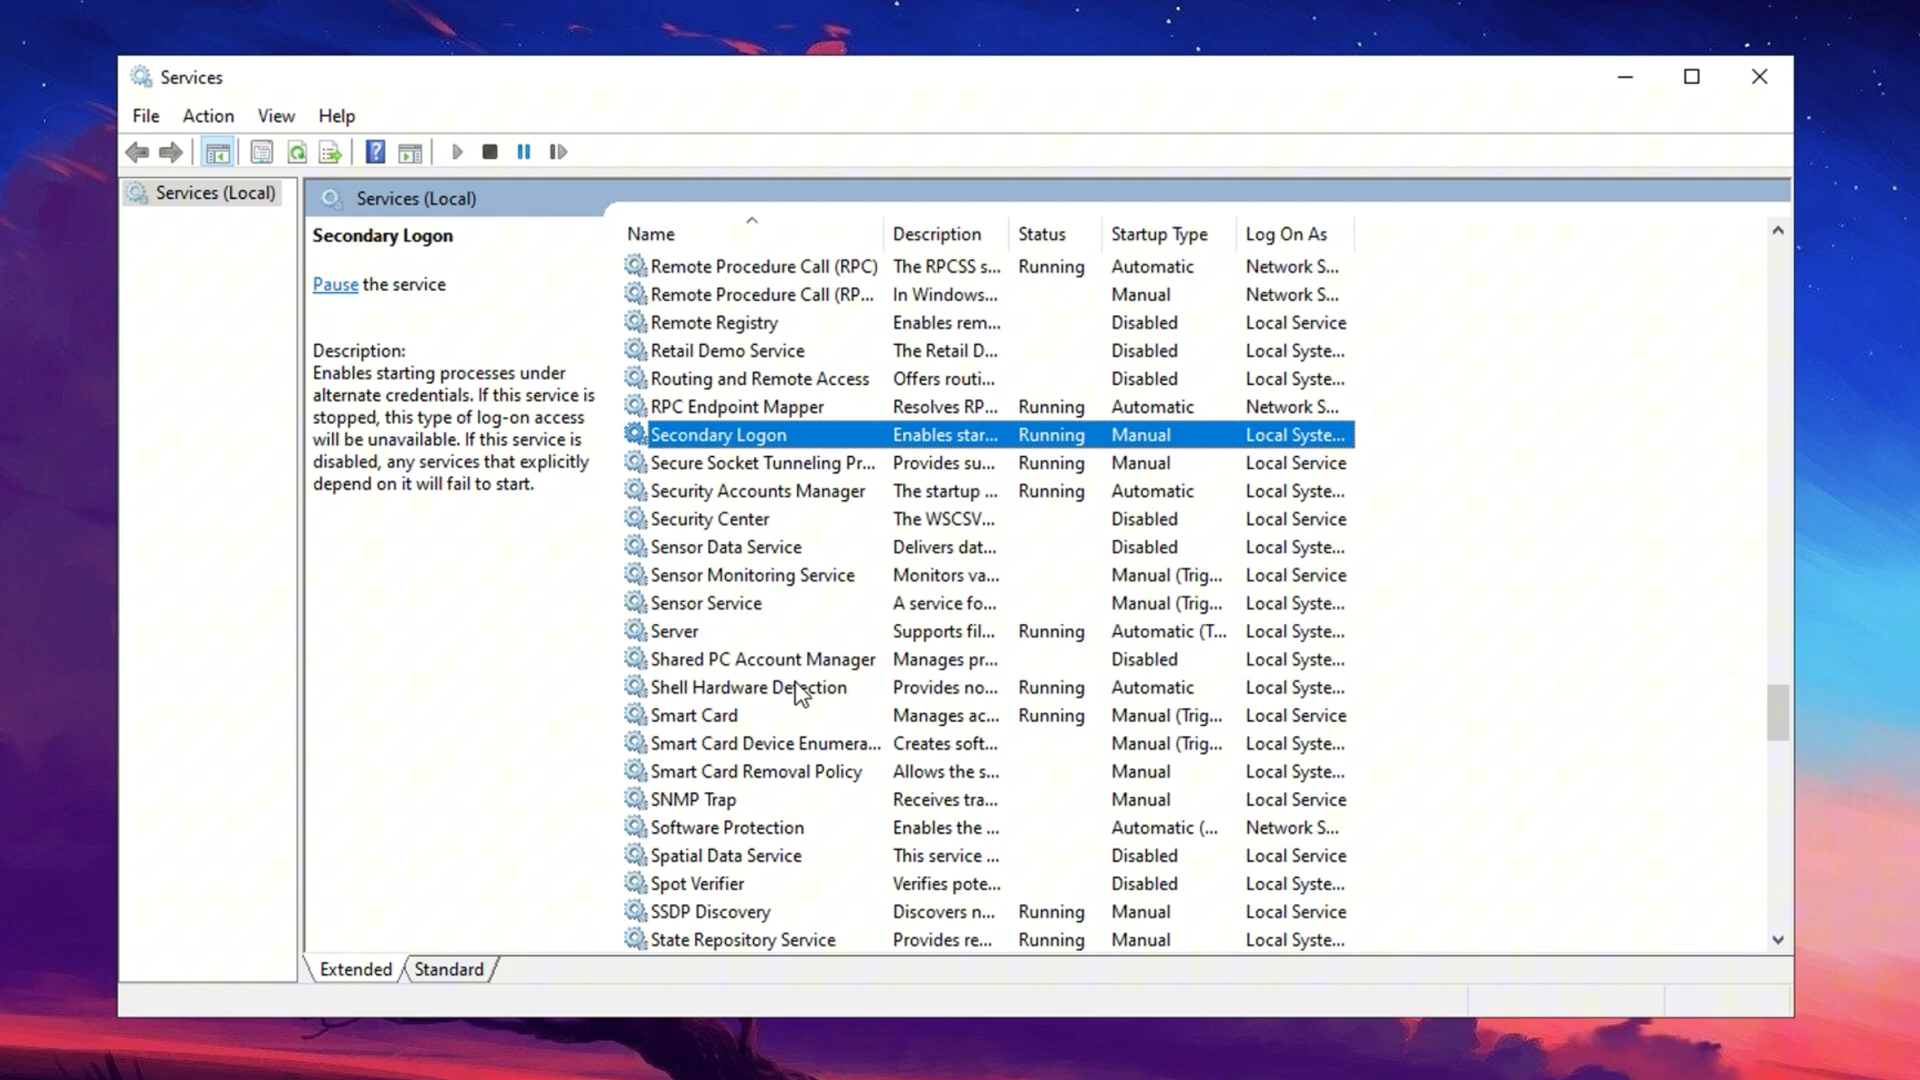 Services
File Action View Help
Services (Local)
Services (Local)
Secondary Logon
Pause the service
Description:
Enables starting processes under
alternate credentials. If this service is
stopped, this type of log-on access
will be unavailable. If this service is
disabled, any services that explicitly
depend on it will fail to start.
Name Description Status Startup Type Log On As
Remote Procedure Call (RPC) The RPCSS s... Running Automatic Network S...
Remote Procedure Call (RP... In Windows... Manual Network S...
Remote Registry Enables rem... Disabled Local Service
Retail Demo Service The Retail D... Disabled Local Syste...
Routing and Remote Access Offers routi... Disabled Local Syste...
RPC Endpoint Mapper Resolves RP... Running Automatic Network S...
Secondary Logon Enables star... Running Manual Local Syste...
Secure Socket Tunneling Pr... Provides su... Running Manual Local Service
Security Accounts Manager The startup ... Running Automatic Local Syste...
Security Center The WSCSV... Disabled Local Service
Sensor Data Service Delivers dat... Disabled Local Syste...
Sensor Monitoring Service Monitors va... Manual (Trig... Local Service
Sensor Service A service fo... Manual (Trig... Local Syste...
Server Supports fil... Running Automatic (T... Local Syste...
Shared PC Account Manager Manages pr... Disabled Local Syste...
Shell Hardware Detection Provides no... Running Automatic Local Syste...
Smart Card Manages ac... Running Manual (Trig... Local Service
Smart Card Device Enumera... Creates soft... Manual (Trig... Local Syste...
Smart Card Removal Policy Allows the s... Manual Local Syste...
SNMP Trap Receives tra... Manual Local Service
Software Protection Enables the ... Automatic (... Network S...
Spatial Data Service This service ... Disabled Local Service
Spot Verifier Verifies pote... Disabled Local Syste...
SSDP Discovery Discovers n... Running Manual Local Service
State Repository Service Provides re... Running Manual Local Syste...
Extended Standard